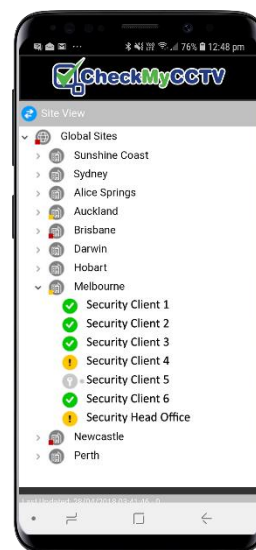 76% 12:48 pm
CheckMyCCTV
Site View
Global Sites
Sunshine Coast
Sydney
Alice Springs
Auckland
Brisbane
Darwin
Hobart
Melbourne
Security Client 1
Security Client 2
Security Client 3
Security Client 4
Security Client 5
Security Client 6
Security Head Office
Newcastle
Perth